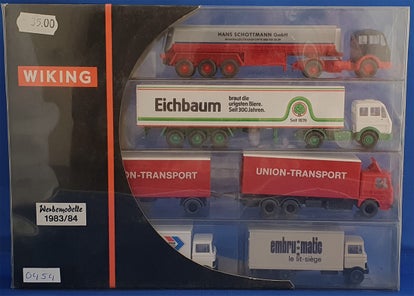 35.00
WIKING
Werbemodelle
1983/84
0454
HANS SCHOTTMANN GmbH
Eichbaum
braut die
urigsten Biere.
Seit 300 Jahren.
Seit 1679
ON-TRANSPORT
UNION-TRANSPORT
embru-matic
le lit-siège